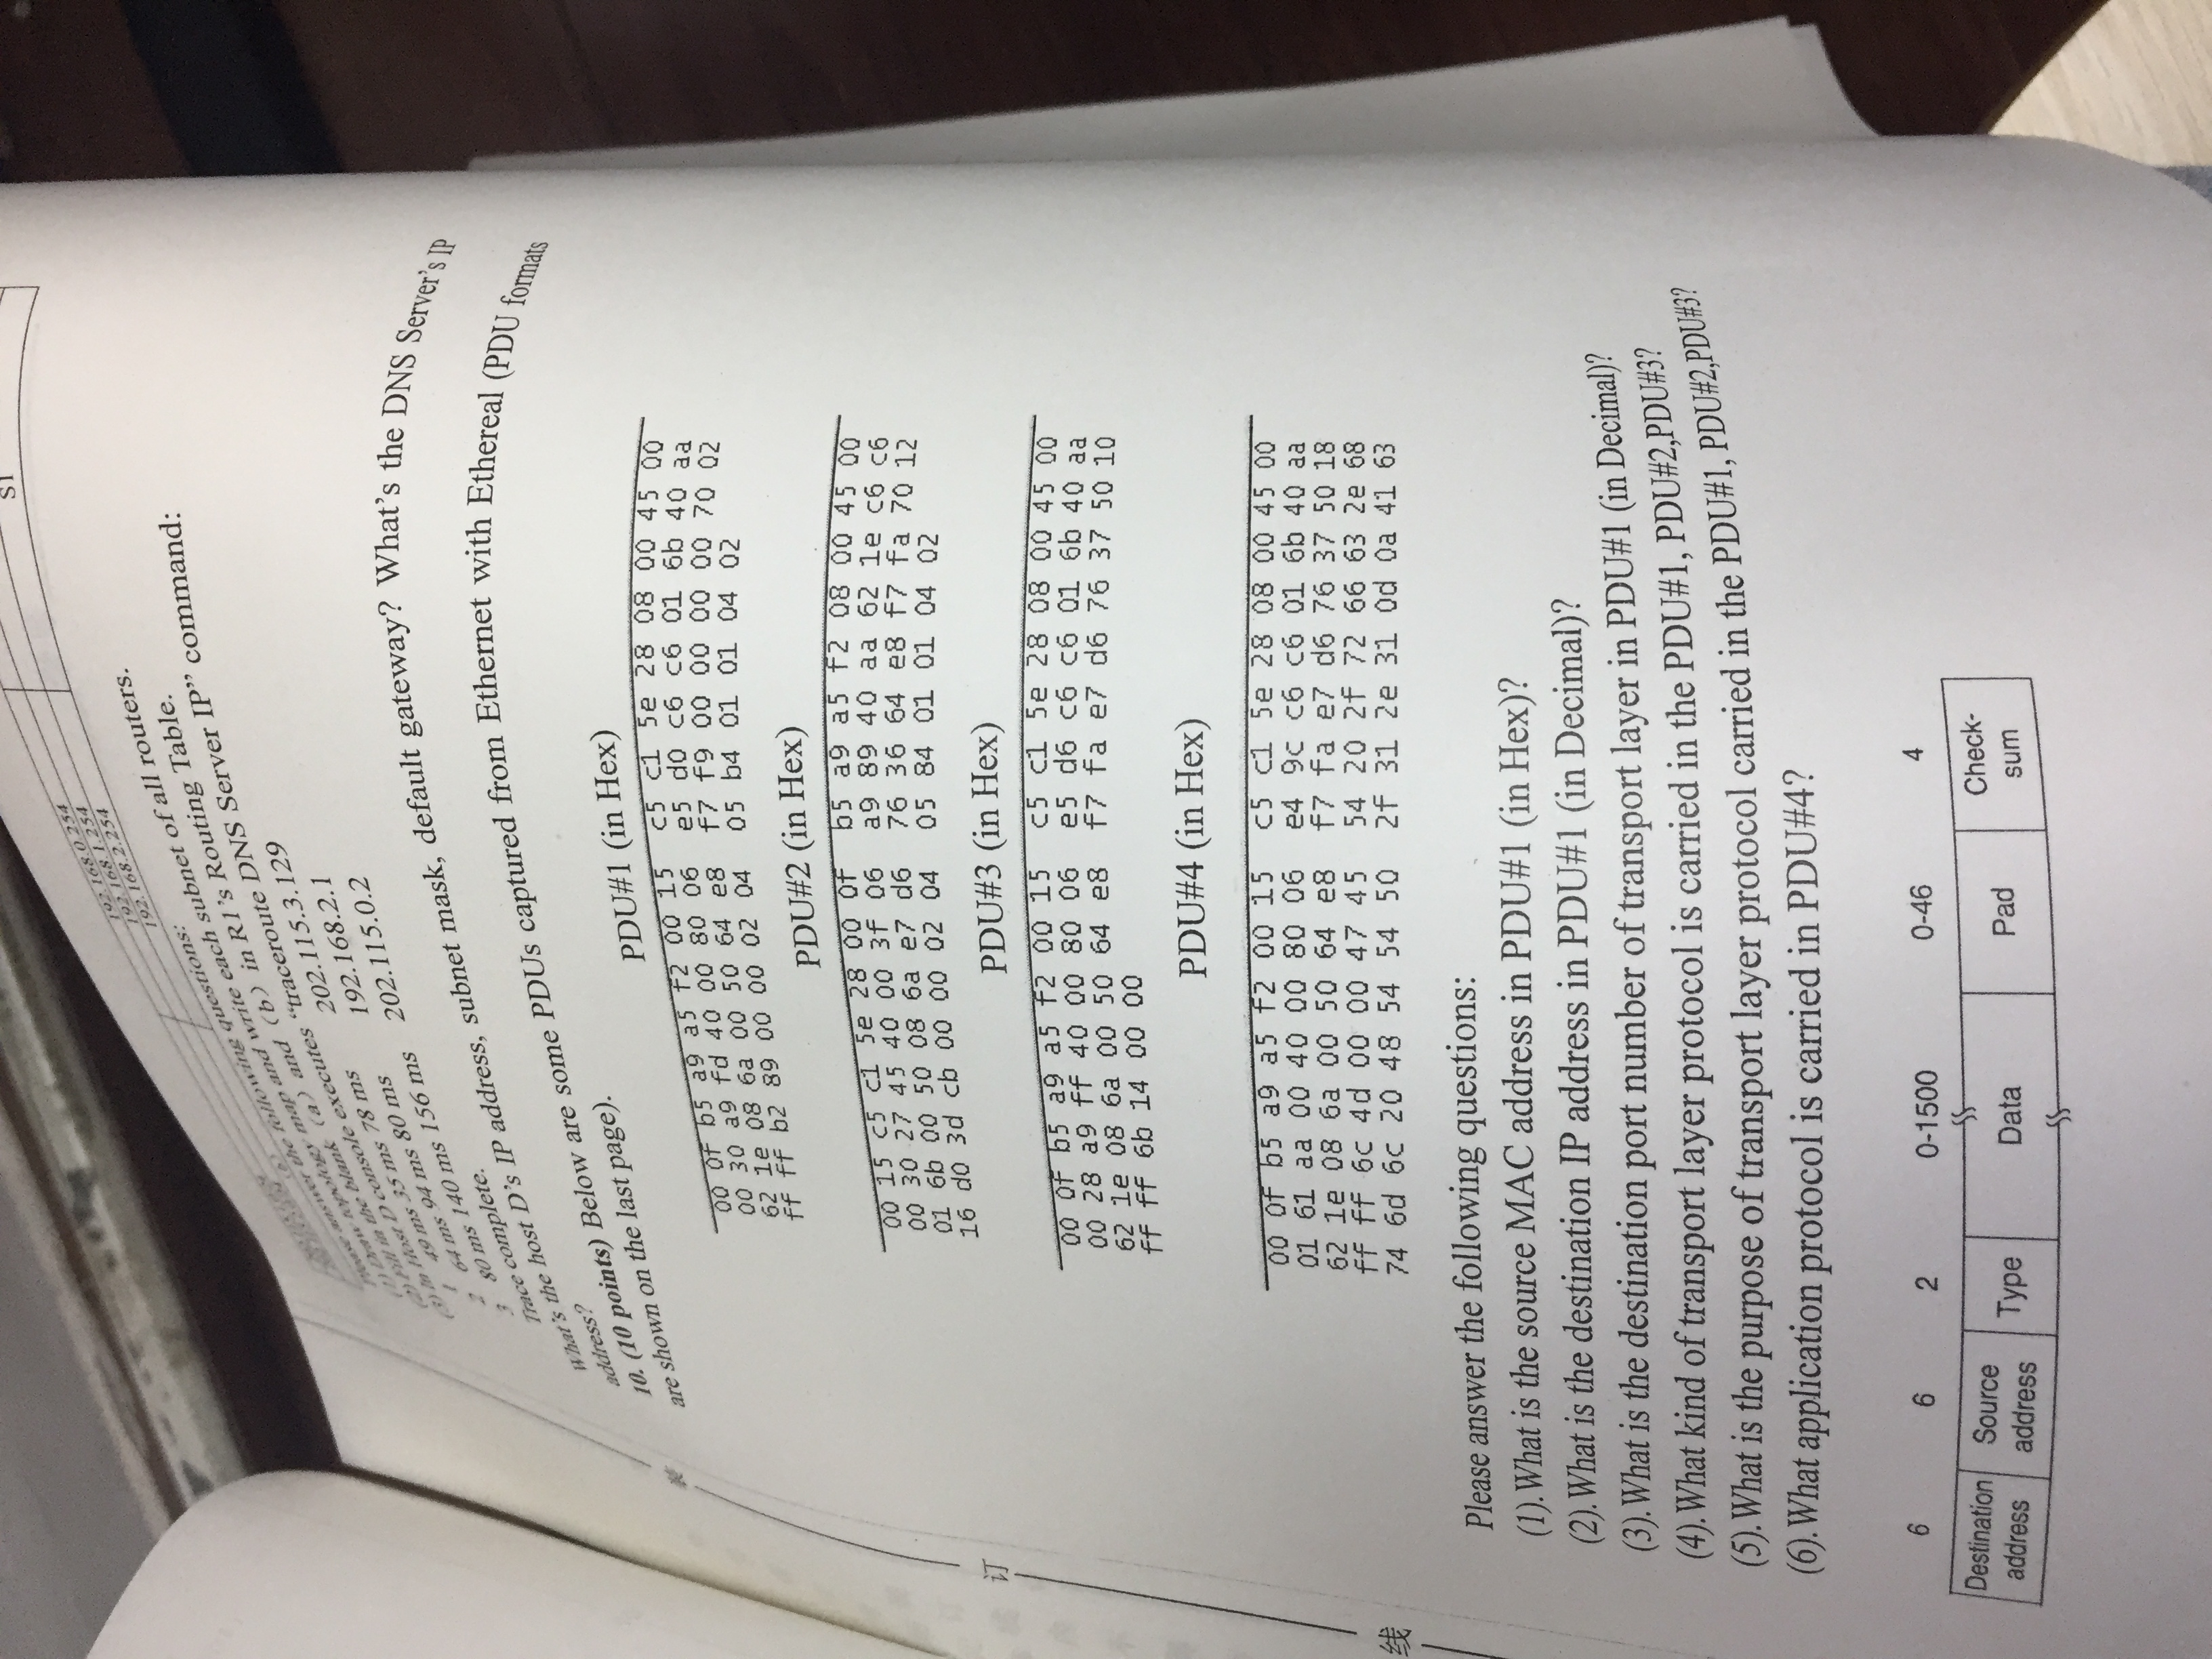 S1
192.168.0.254
192.168.1.254
192.168.2.254
Please answer the following questions:
(1) Draw topology map and write each subnet of all routers.
(2) Fill in the blank (a) and (b) in R1's Routing Table.
(3) In Host D console executes "traceroute DNS Server IP" command:
1 49 ms 35 ms 78 ms 202.115.3.129
2 64 ms 94 ms 80 ms 192.168.2.1
3 80 ms 140 ms 156 ms 202.115.0.2
Trace complete.
What's the host D's IP address, subnet mask, default gateway? What's the DNS Server's IP
address?
10. (10 points) Below are some PDUs captured from Ethernet with Ethereal (PDU formats
are shown on the last page).
PDU#1 (in Hex)
00 0f b5 a9 a5 f2 00 15 c5 c1 5e 28 08 00 45 00
00 30 a9 fd 40 00 80 06 e5 d0 c6 c6 01 6b 40 aa
62 1e 08 6a 00 50 64 e8 f7 f9 00 00 00 00 70 02
ff ff b2 89 00 00 02 04 05 b4 01 01 04 02
PDU#2 (in Hex)
00 15 c5 c1 5e 28 00 0f b5 a9 a5 f2 08 00 45 00
00 30 27 45 40 00 3f 06 a9 89 40 aa 62 1e c6 c6
01 6b 00 50 08 6a e7 d6 76 36 64 e8 f7 fa 70 12
16 d0 3d cb 00 00 02 04 05 84 01 01 04 02
PDU#3 (in Hex)
00 0f b5 a9 a5 f2 00 15 c5 c1 5e 28 08 00 45 00
00 28 a9 ff 40 00 80 06 e5 d6 c6 c6 01 6b 40 aa
62 1e 08 6a 00 50 64 e8 f7 fa e7 d6 76 37 50 10
ff ff 6b 14 00 00
PDU#4 (in Hex)
00 0f b5 a9 a5 f2 00 15 c5 c1 5e 28 08 00 45 00
01 61 aa 00 40 00 80 06 e4 9c c6 c6 01 6b 40 aa
62 1e 08 6a 00 50 64 e8 f7 fa e7 d6 76 37 50 18
ff ff 6c 4d 00 00 47 45 54 20 2f 72 66 63 2e 68
74 6d 6c 20 48 54 54 50 2f 31 2e 31 0d 0a 41 63
Please answer the following questions:
(1).What is the source MAC address in PDU#1 (in Hex)?
(2).What is the destination IP address in PDU#1 (in Decimal)?
(3).What is the destination port number of transport layer in PDU#1 (in Decimal)?
(4).What kind of transport layer protocol is carried in the PDU#1, PDU#2,PDU#3?
(5).What is the purpose of transport layer protocol carried in the PDU#1, PDU#2,PDU#3?
(6).What application protocol is carried in PDU#4?
6 6 2 0-1500 0-46 4
Destination address
Source address
Type
Data
Pad
Check-sum
装
订
线